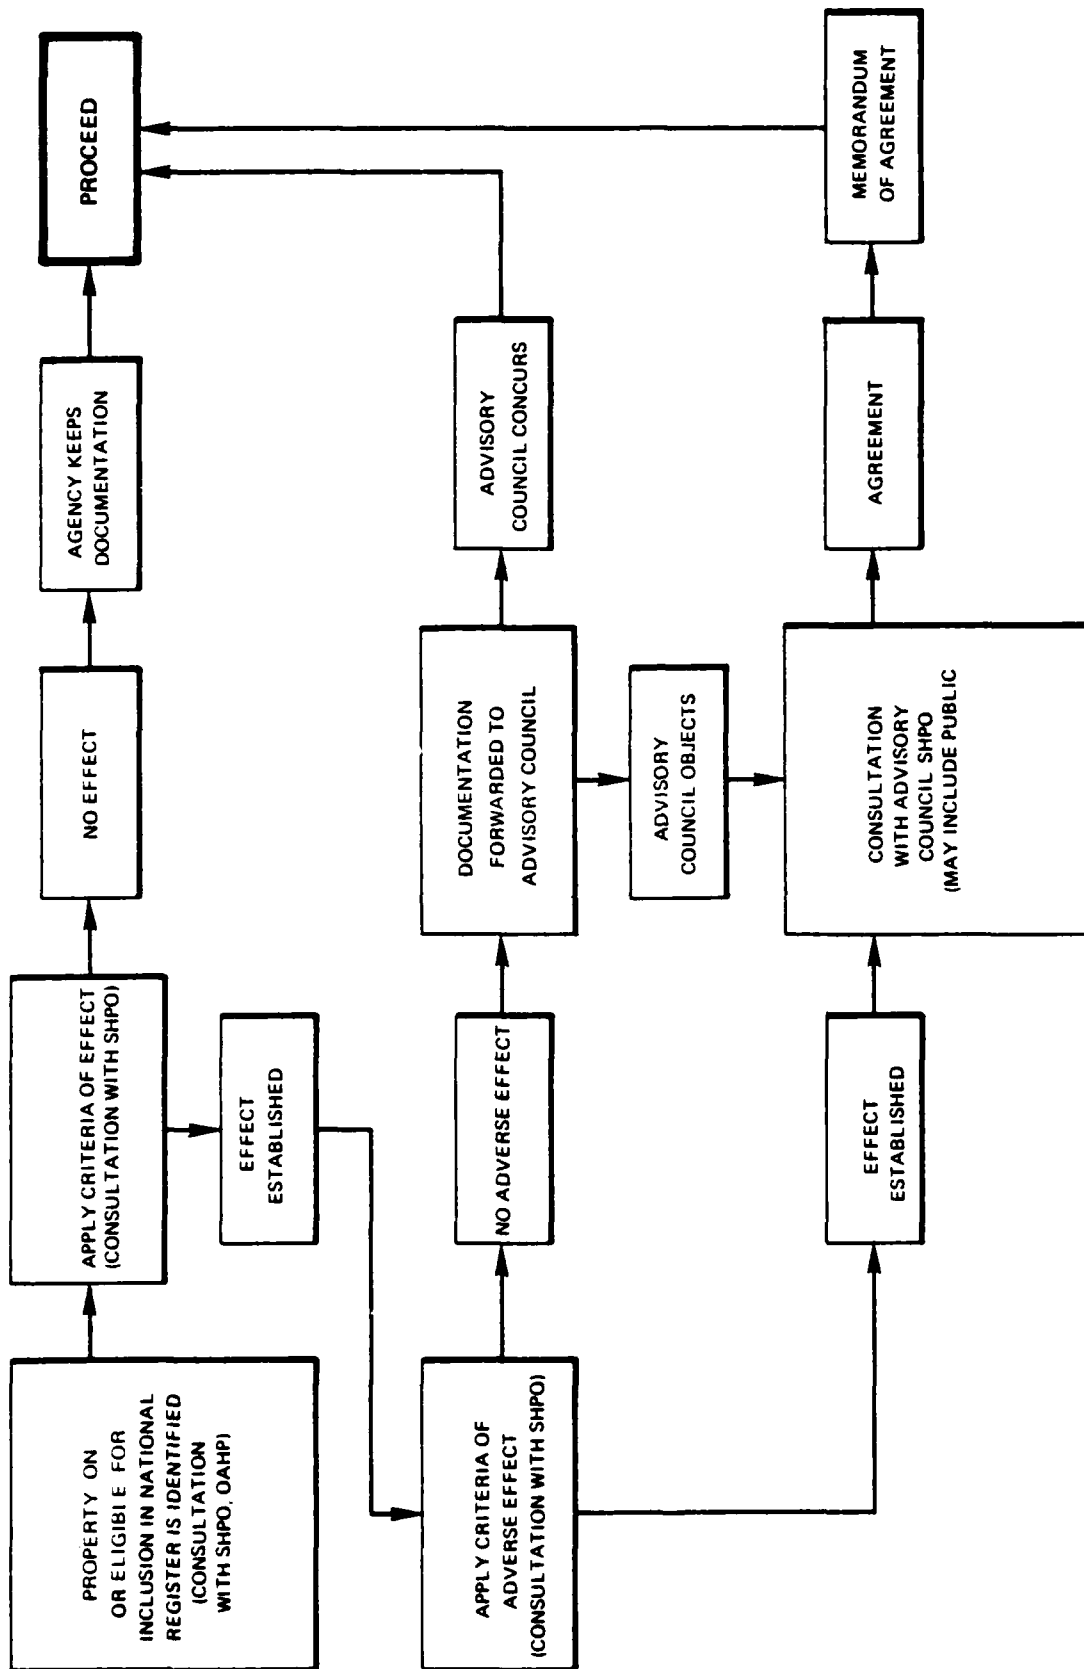 PROPERTY ON
OR ELIGIBLE FOR
INCLUSION IN NATIONAL
REGISTER IS IDENTIFIED
(CONSULTATION
WITH SHPO, OAHP)
APPLY CRITERIA OF EFFECT
(CONSULTATION WITH SHPO)
NO EFFECT
AGENCY KEEPS
DOCUMENTATION
PROCEED
EFFECT
ESTABLISHED
APPLY CRITERIA OF
ADVERSE EFFECT
(CONSULTATION WITH SHPO)
NO ADVERSE EFFECT
DOCUMENTATION
FORWARDED TO
ADVISORY COUNCIL
ADVISORY
COUNCIL CONCURS
ADVISORY
COUNCIL OBJECTS
EFFECT
ESTABLISHED
CONSULTATION
WITH ADVISORY
COUNCIL SHPO
(MAY INCLUDE PUBLIC
AGREEMENT
MEMORANDUM
OF AGREEMENT